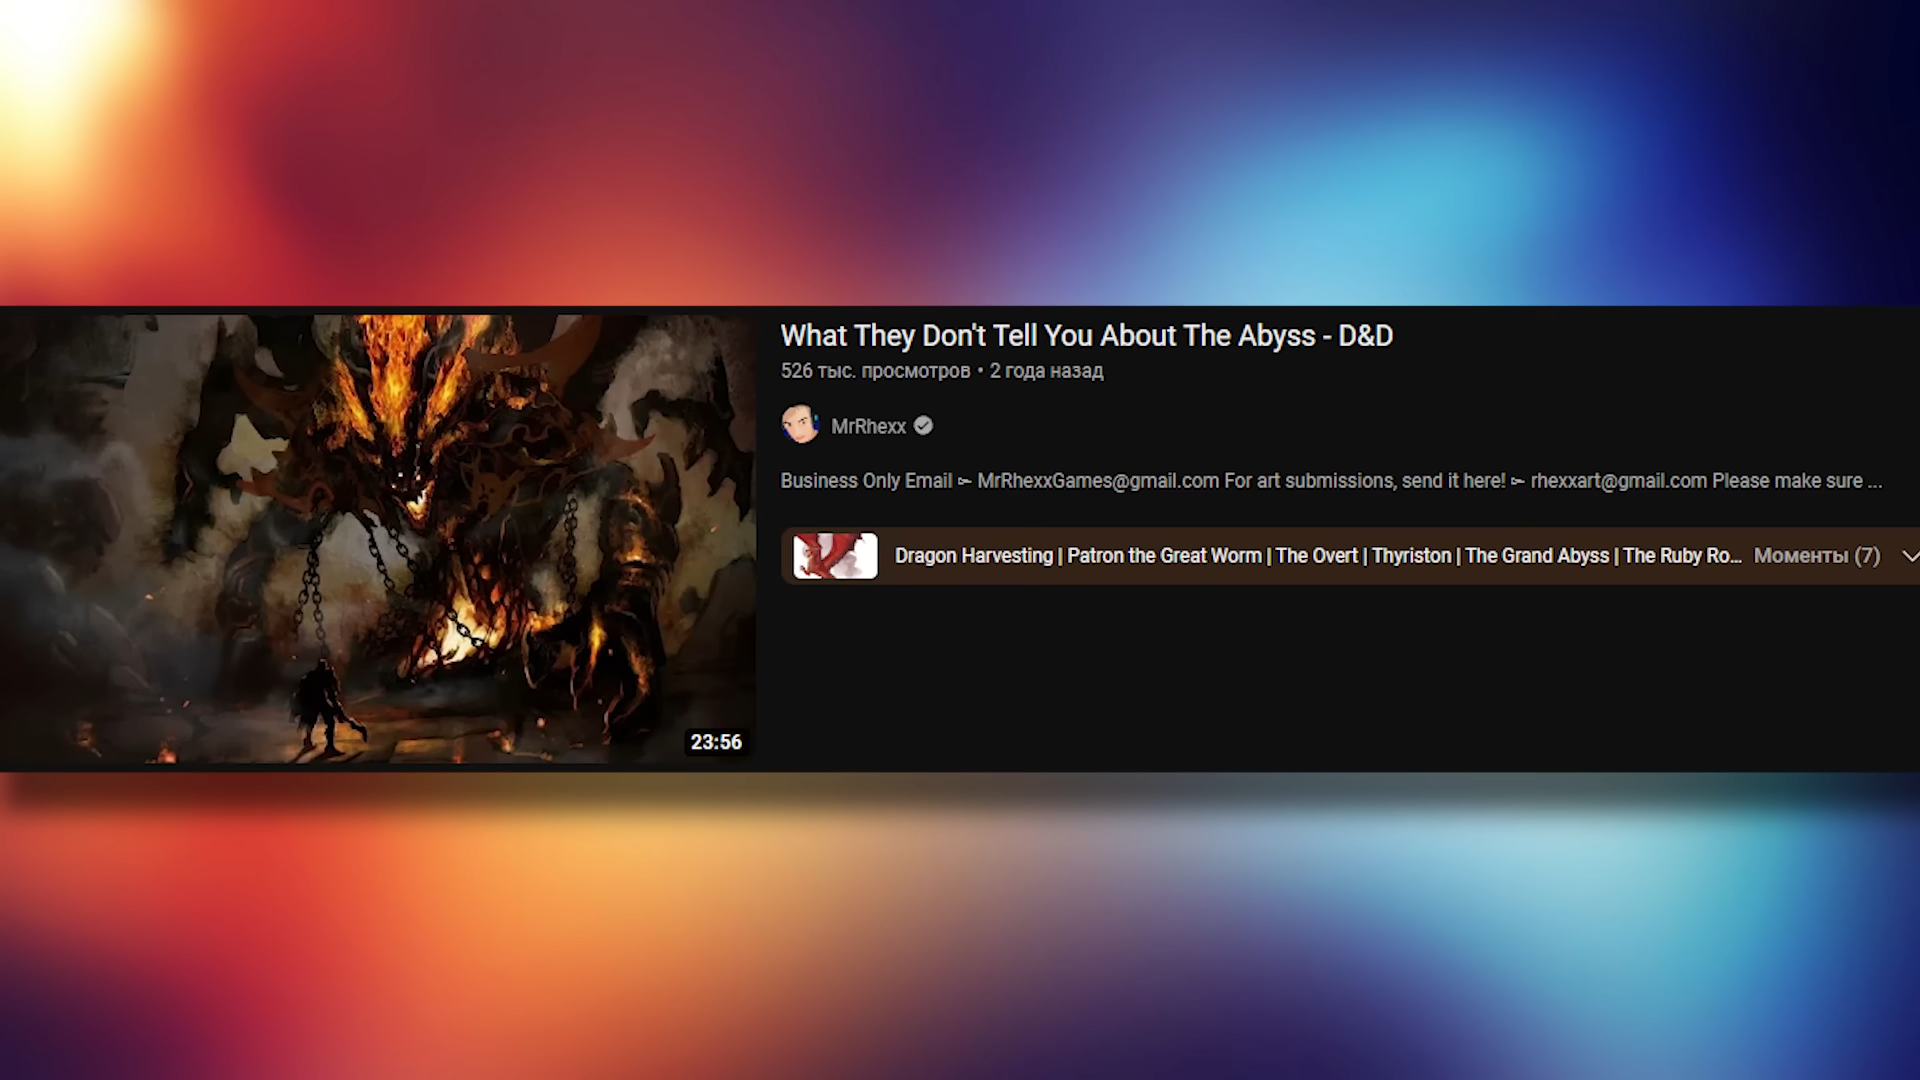 What They Don't Tell You About The Abyss - D&D
526 тыс. просмотров • 2 года назад
MrRhexx
Business Only Email ➳ MrRhexxGames@gmail.com For art submissions, send it here! ➳ rhexxart@gmail.com Please make sure ...
Dragon Harvesting | Patron the Great Worm | The Overt | Thyriston | The Grand Abyss | The Ruby Ro... Моменты (7)
23:56